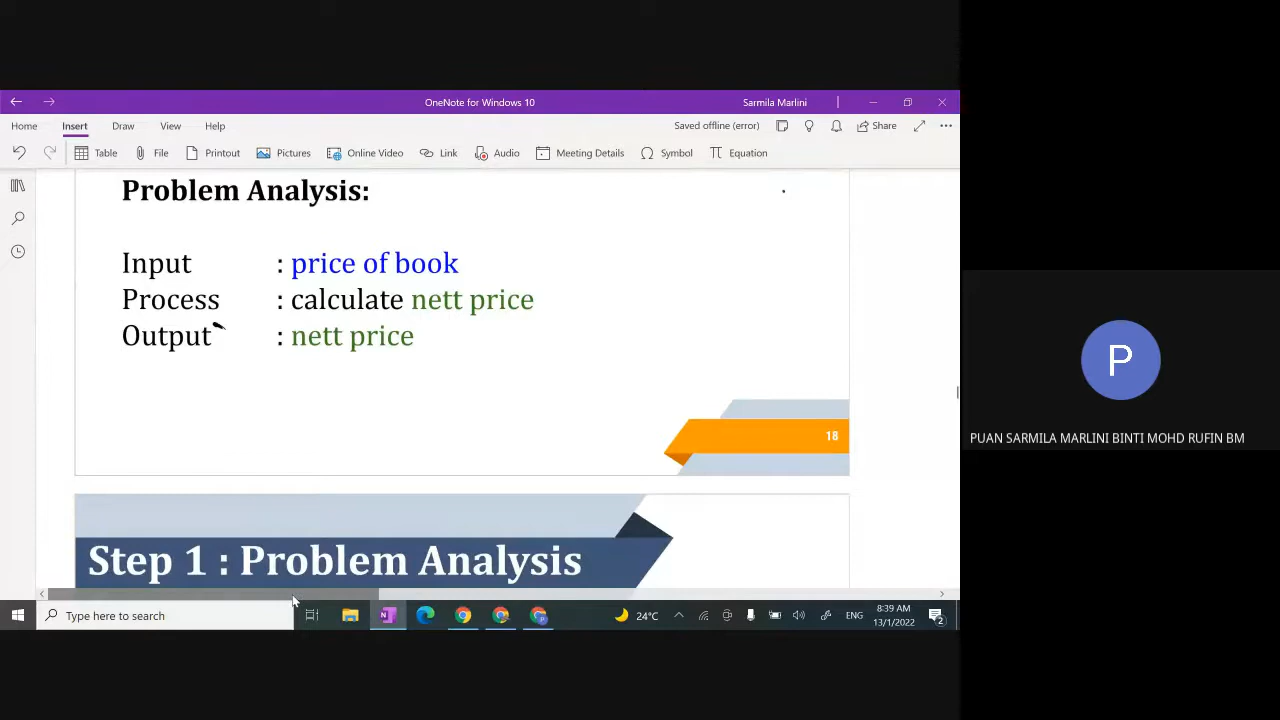 OneNote for Windows 10
Sarmila Marlini
Home Insert Draw View Help
Saved offline (error) Share
Table File Printout Pictures Online Video Link Audio Meeting Details Symbol Equation
Problem Analysis:
Input : price of book
Process : calculate nett price
Output : nett price
18
Step 1 : Problem Analysis
P
PUAN SARMILA MARLINI BINTI MOHD RUFIN BM
Type here to search
24°C
ENG
8:39 AM
13/1/2022
2